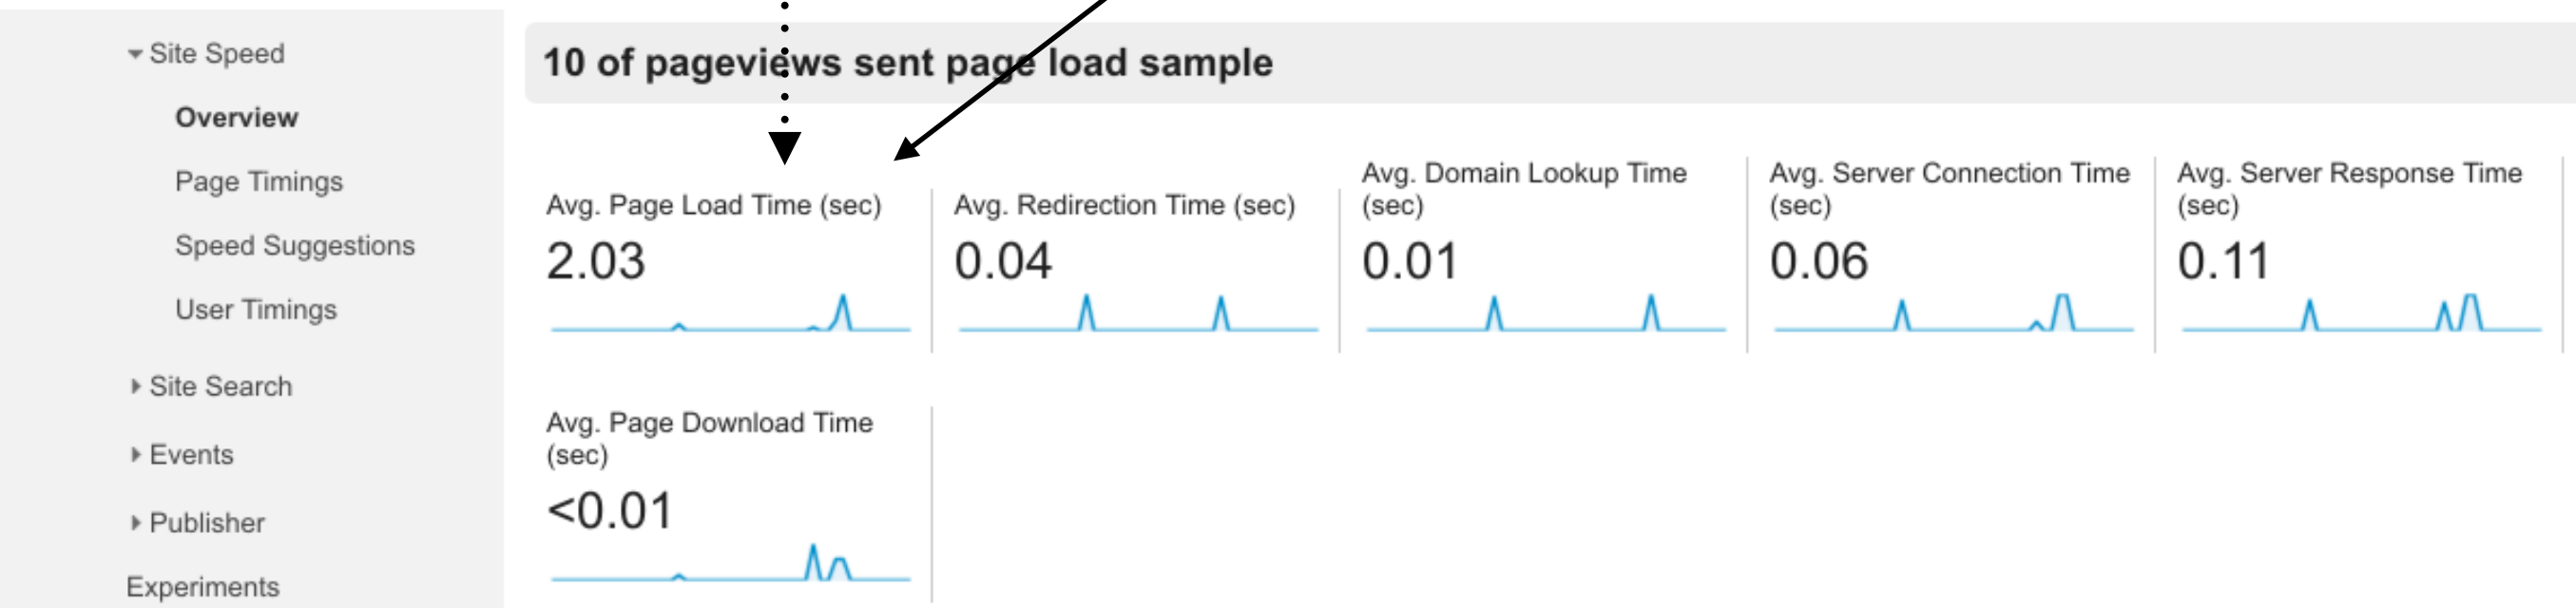 Site Speed
Overview
Page Timings
Speed Suggestions
User Timings
Site Search
Events
Publisher
Experiments
10 of pageviews sent page load sample
Avg. Page Load Time (sec)
2.03
Avg. Redirection Time (sec)
0.04
Avg. Domain Lookup Time
(sec)
0.01
Avg. Server Connection Time
(sec)
0.06
Avg. Server Response Time
(sec)
0.11
Avg. Page Download Time
(sec)
<0.01